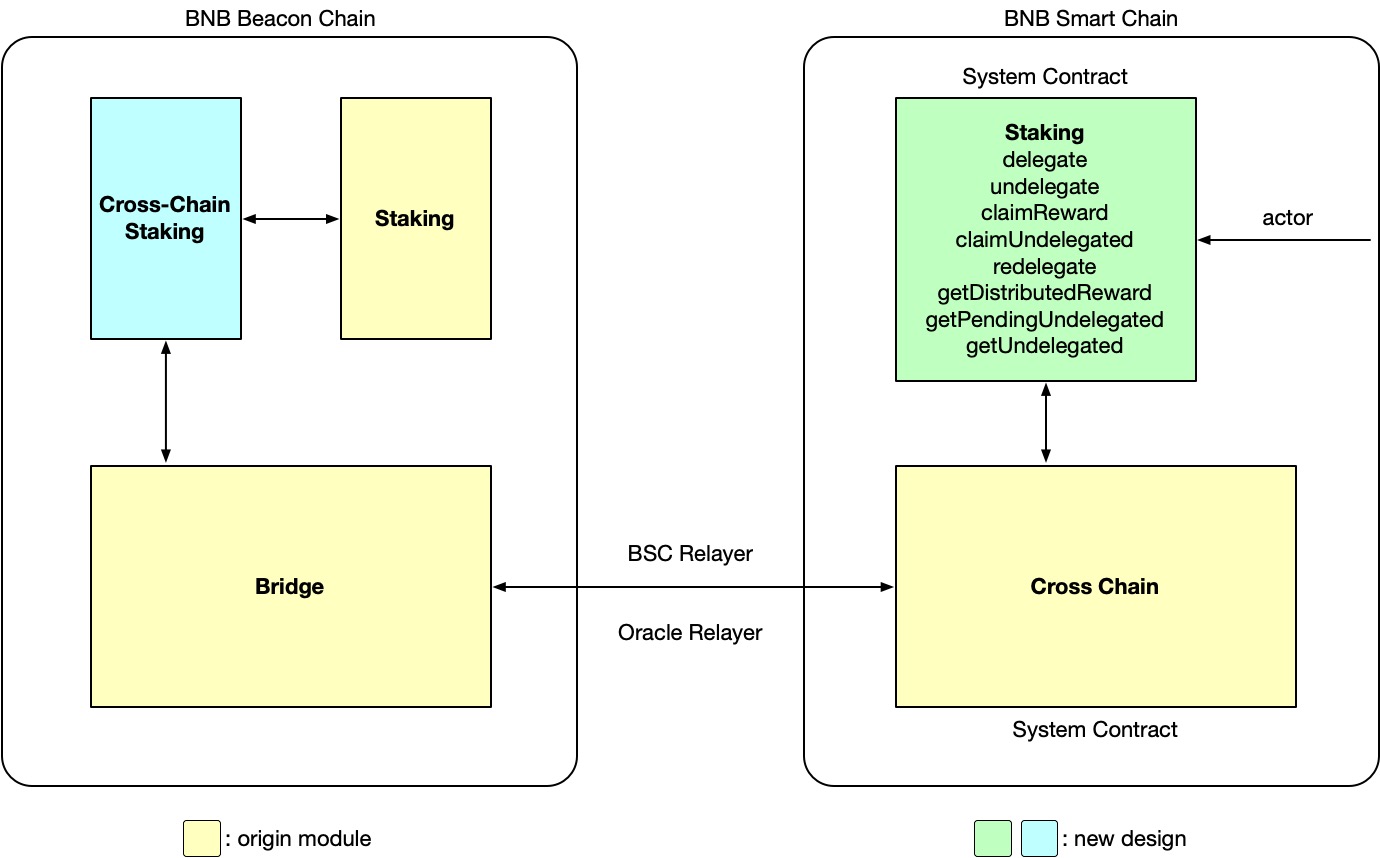 BNB Beacon Chain
BNB Smart Chain
System Contract
Cross-Chain
Staking
Staking
Staking
delegate
undelegate
claimReward
claimUndelegated
redelegate
getDistributedReward
getPendingUndelegated
getUndelegated
actor
Bridge
BSC Relayer
Oracle Relayer
Cross Chain
System Contract
: origin module
: new design